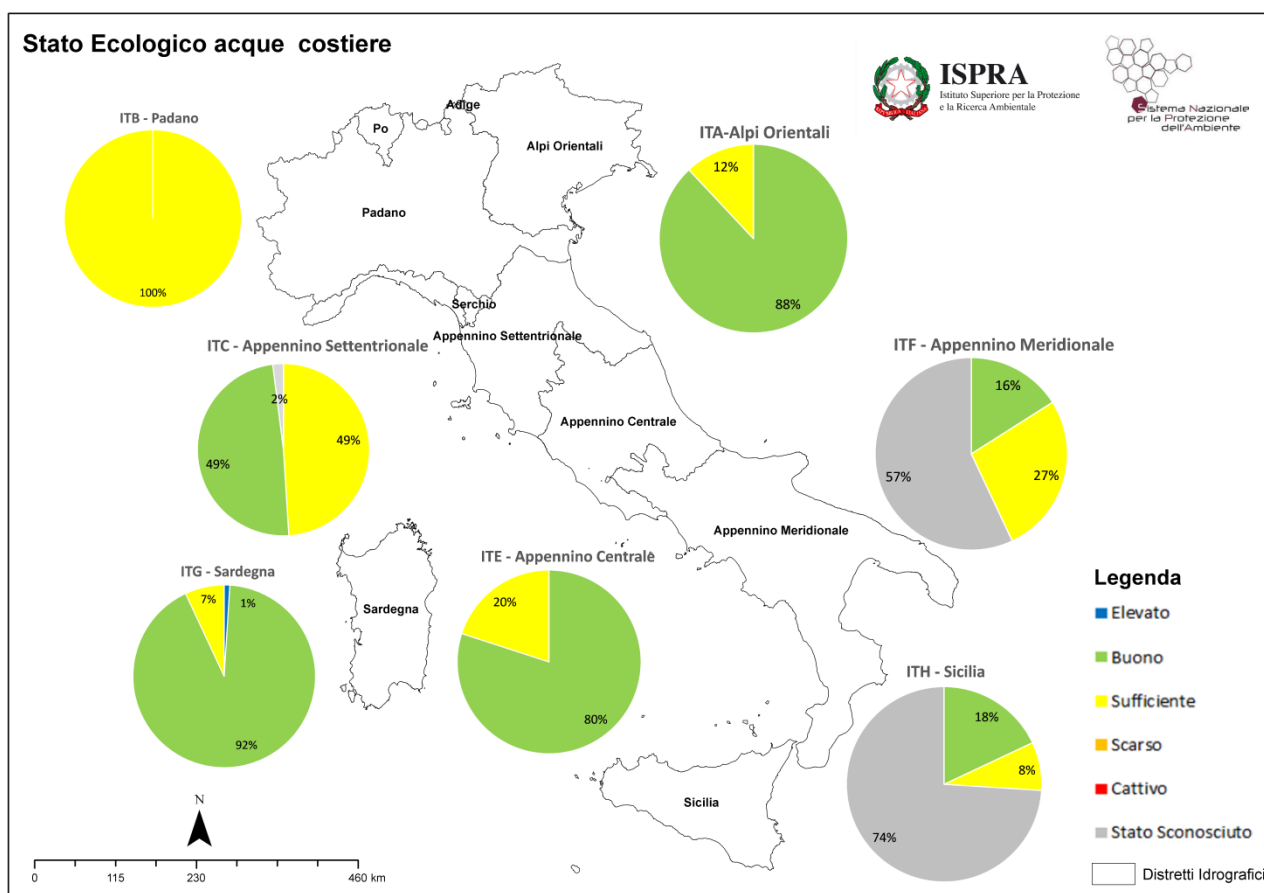 Stato Ecologico acque costiere
ISPRA
Istituto Superiore per la Protezione
e la Ricerca Ambientale
Sistema Nazionale
per la Protezione
dell'Ambiente
ITB - Padano
100%
Adige
Po
Alpi Orientali
Padano
ITA-Alpi Orientali
12%
88%
Serchio
Appennino Settentrionale
ITC - Appennino Settentrionale
2%
49%
49%
ITF - Appennino Meridionale
16%
27%
57%
Appennino Centrale
Appennino Meridionale
ITG - Sardegna
7%
1%
92%
Sardegna
ITE - Appennino Centrale
20%
80%
ITH - Sicilia
18%
8%
74%
Sicilia
Legenda
Elevato
Buono
Sufficiente
Scarso
Cattivo
Stato Sconosciuto
Distretti Idrografici
N
0 115 230 460 km